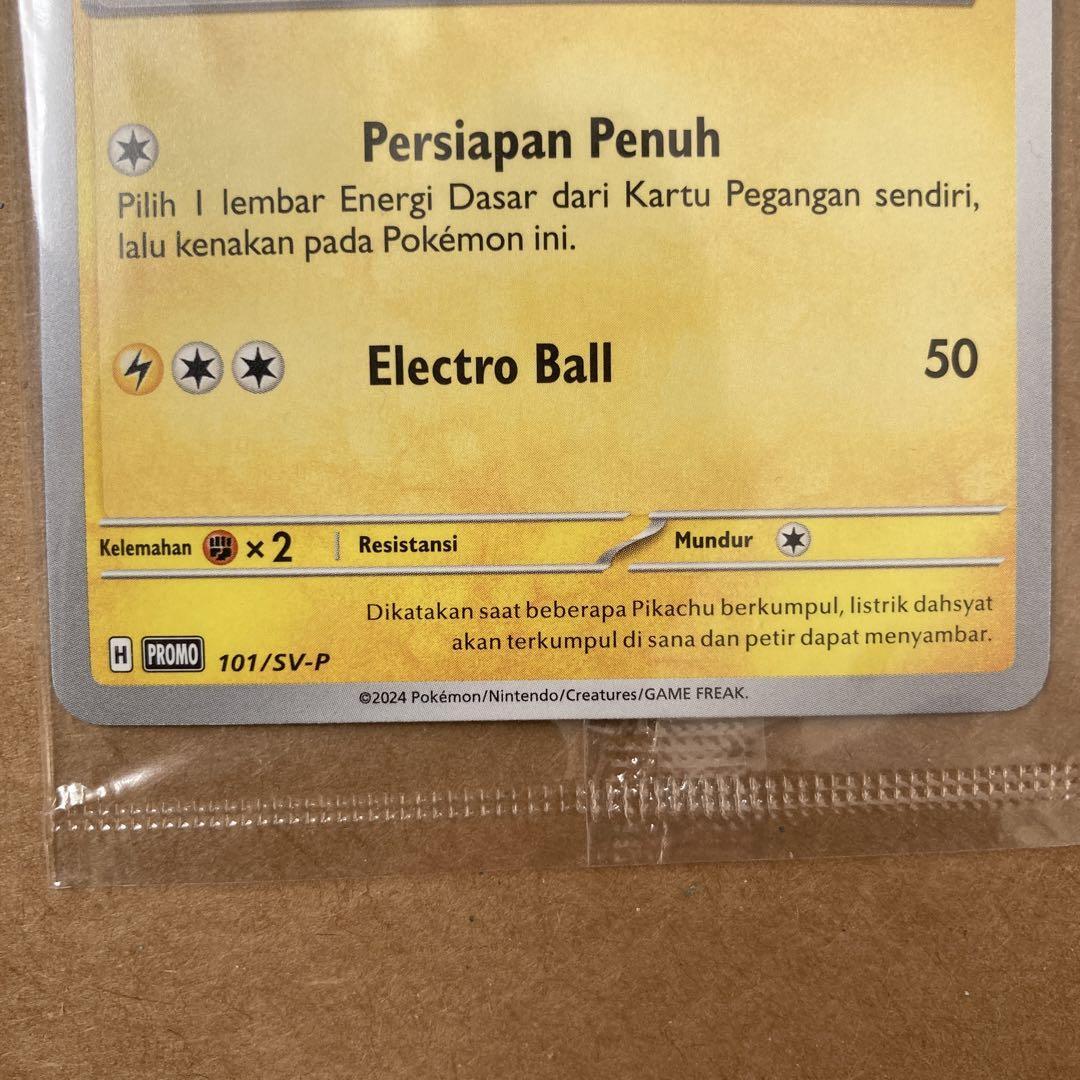 Persiapan Penuh
Pilih 1 lembar Energi Dasar dari Kartu Pegangan sendiri,
lalu kenakan pada Pokémon ini.
Electro Ball 50
Kelemahan ×2 Resistansi Mundur
Dikatakan saat beberapa Pikachu berkumpul, listrik dahsyat
akan terkumpul di sana dan petir dapat menyambar.
H PROMO 101/SV-P
©2024 Pokémon/Nintendo/Creatures/GAME FREAK.